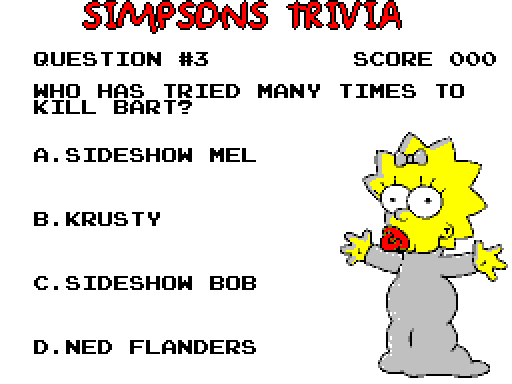 SIMPSONS TRIVIA
QUESTION #3 SCORE 000
WHO HAS TRIED MANY TIMES TO
KILL BART?
A.SIDESHOW MEL
B.KRUSTY
C.SIDESHOW BOB
D.NED FLANDERS